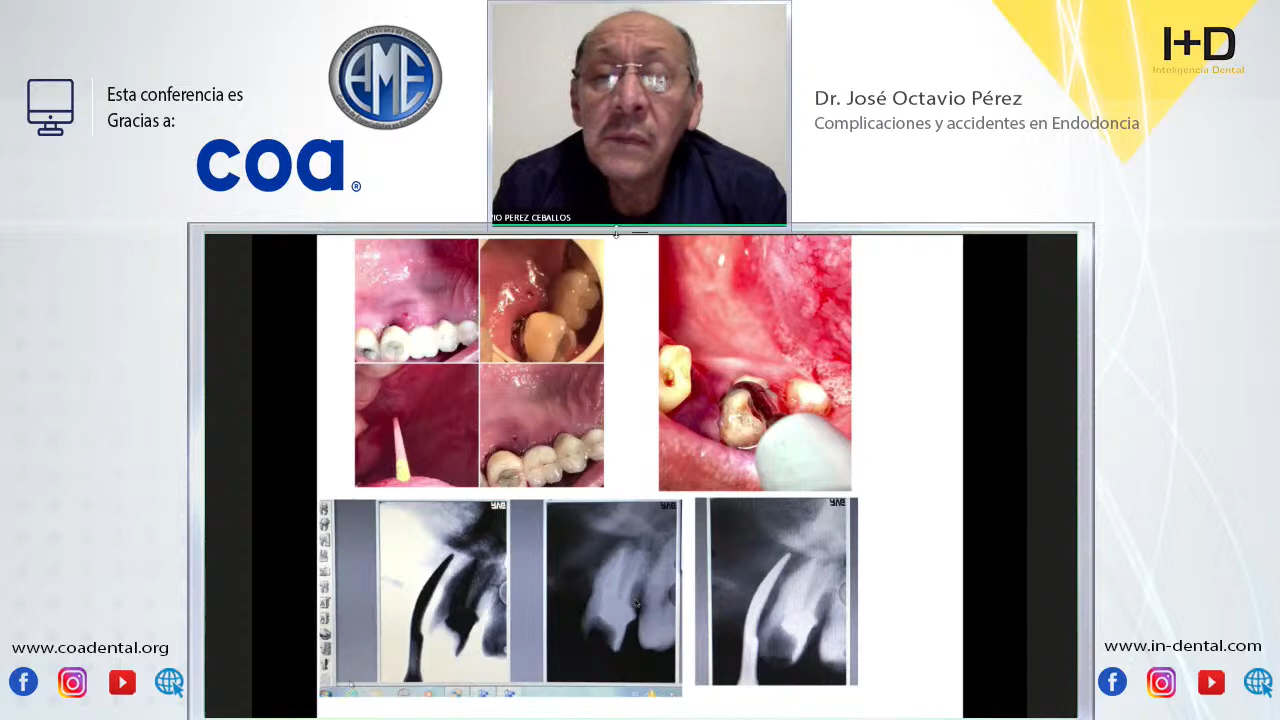 Esta conferencia es
Gracias a:
coa®
AME
IO PEREZ CEBALLOS
Dr. José Octavio Pérez
Complicaciones y accidentes en Endodoncia
I+D
Inteligencia Dental
www.coadental.org
www.in-dental.com